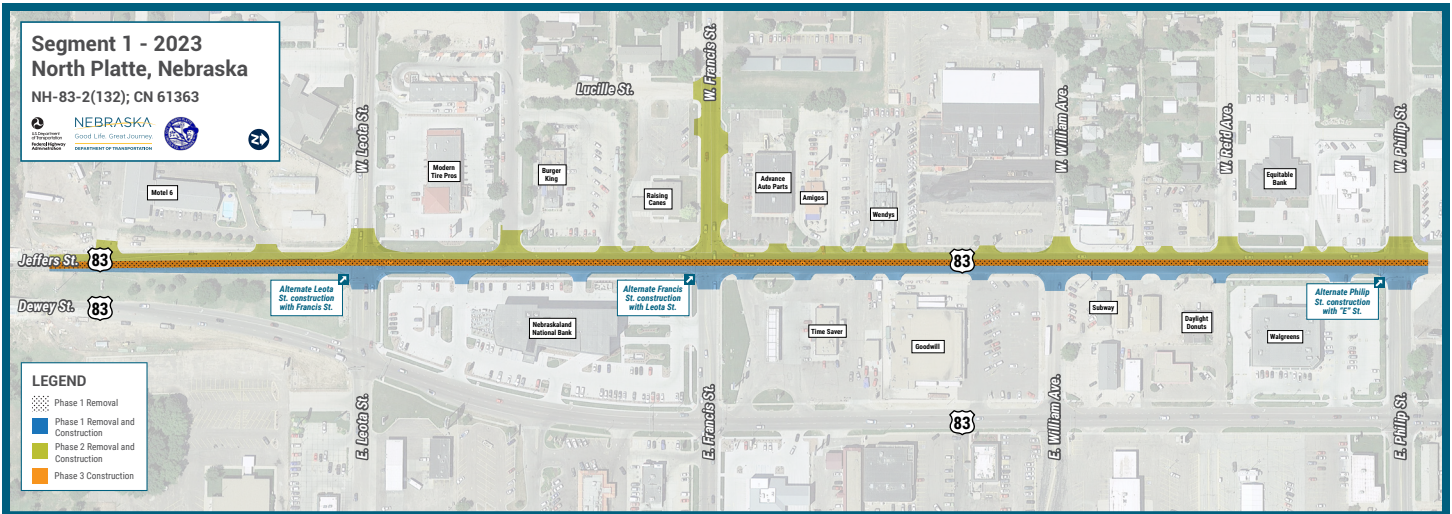 Segment 1 - 2023
North Platte, Nebraska
NH-83-2(132); CN 61363
U.S. Department
of Transportation
Federal Highway
Administration
NEBRASKA
Good Life. Great Journey.
DEPARTMENT OF TRANSPORTATION
Z
W. Leota St.
Lucille St.
W. Francis St.
W. William Ave.
W. Reid Ave.
W. Philip St.
Motel 6
Modern
Tire Pros
Burger
King
Raising
Canes
Advance
Auto Parts
Amigos
Wendys
Equitable
Bank
Jeffers St.
83
83
Dewey St.
83
Alternate Leota
St. construction
with Francis St.
Alternate Francis
St. construction
with Leota St.
Alternate Philip
St. construction
with "E" St.
Nebraskaland
National Bank
Time Saver
Goodwill
Subway
Daylight
Donuts
Walgreens
83
E. Leota St.
E. Francis St.
E. William Ave.
E. Philip St.
LEGEND
Phase 1 Removal
Phase 1 Removal and
Construction
Phase 2 Removal and
Construction
Phase 3 Construction